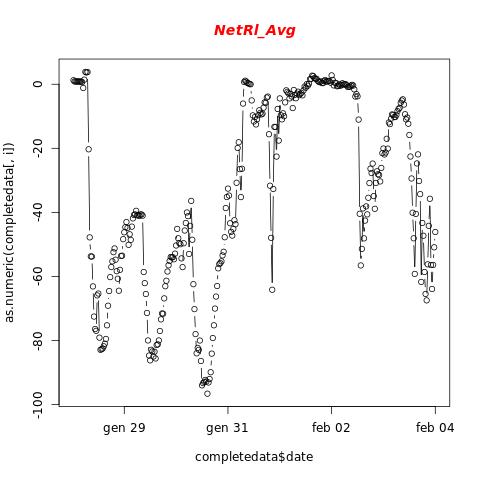 NetRl_Avg
as.numeric(completedata[, i])
0
-20
-40
-60
-80
-100
gen 29
gen 31
feb 02
feb 04
completedata$date